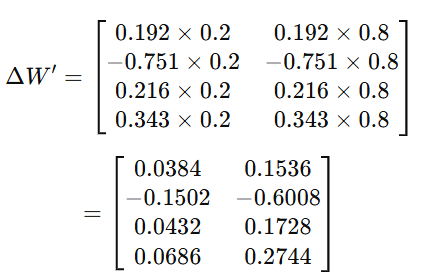 0.192 × 0.2 0.192 × 0.8
−0.751 × 0.2 −0.751 × 0.8
ΔW′ =
0.216 × 0.2 0.216 × 0.8
0.343 × 0.2 0.343 × 0.8
0.0384 0.1536
−0.1502 −0.6008
=
0.0432 0.1728
0.0686 0.2744